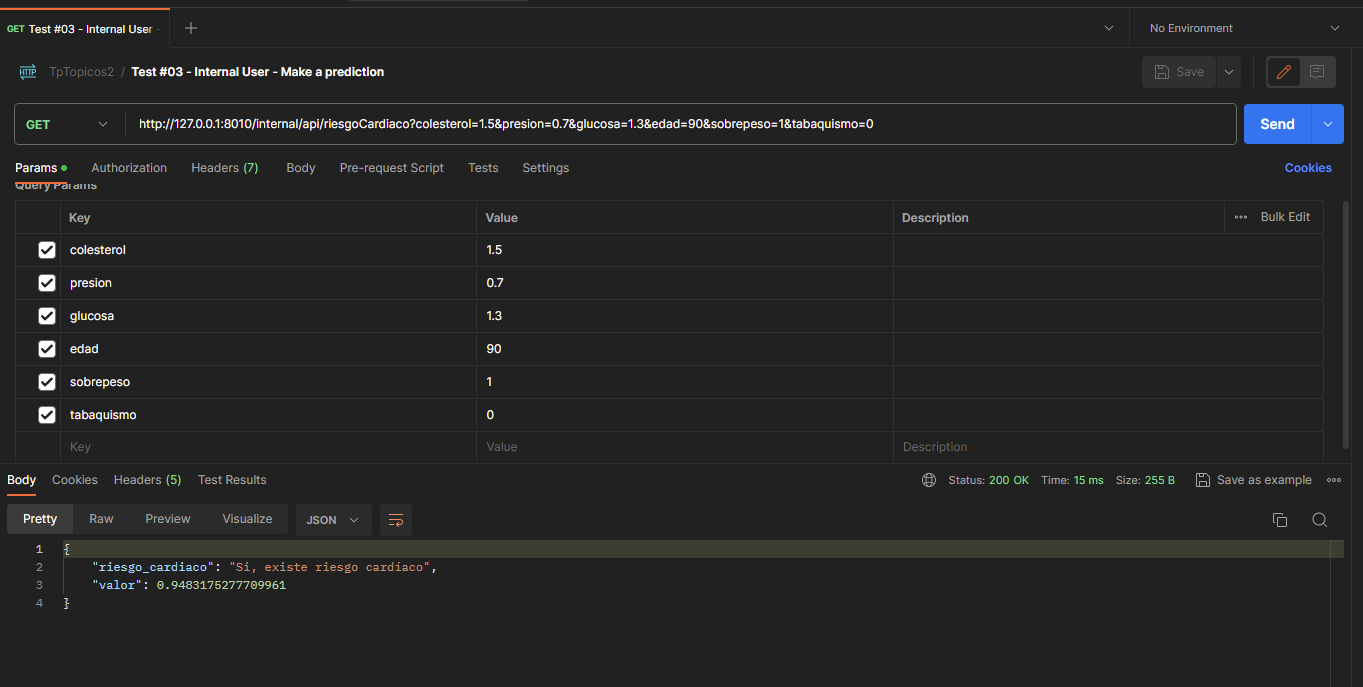 GET Test #03 - Internal User -
No Environment
HTTP TpTopicos2 / Test #03 - Internal User - Make a prediction
Save
GET http://127.0.0.1:8010/internal/api/riesgoCardiaco?colesterol=1.5&presion=0.7&glucosa=1.3&edad=90&sobrepeso=1&tabaquismo=0 Send
Params Authorization Headers (7) Body Pre-request Script Tests Settings Cookies
Query Params
Key Value Description Bulk Edit
colesterol 1.5
presion 0.7
glucosa 1.3
edad 90
sobrepeso 1
tabaquismo 0
Key Value Description
Body Cookies Headers (5) Test Results Status: 200 OK Time: 15 ms Size: 255 B Save as example
Pretty Raw Preview Visualize JSON
1 {
2 "riesgo_cardiaco": "Si, existe riesgo cardiaco",
3 "valor": 0.9483175277709961
4 }